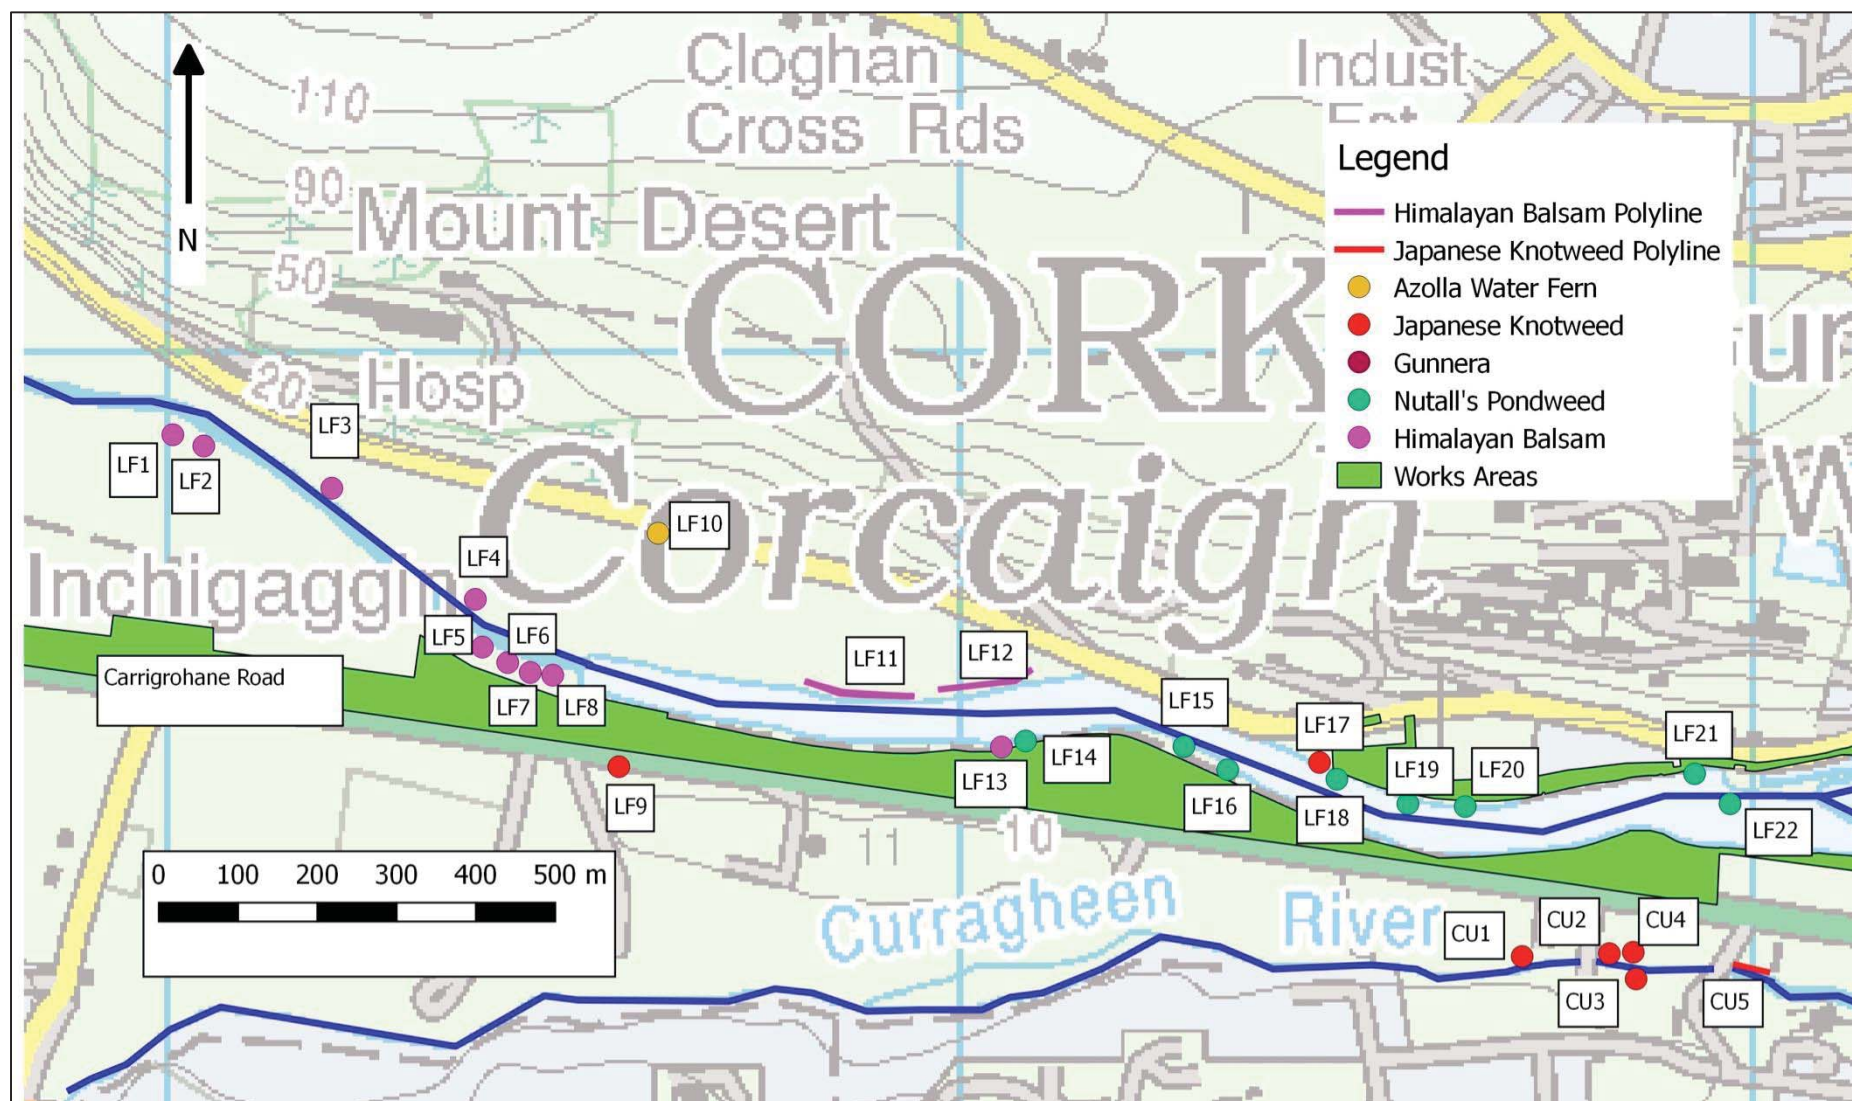 Cloghan
Cross Rds
Indust
Est
110
90
Mount Desert
50
N
CORK
20
Hosp
Corcaign
Inchigaggin
Legend
Himalayan Balsam Polyline
Japanese Knotweed Polyline
Azolla Water Fern
Japanese Knotweed
Gunnera
Nutall's Pondweed
Himalayan Balsam
Works Areas
ur
W
LF1
LF2
LF3
LF4
LF5
LF6
LF7
LF8
LF9
LF10
LF11
LF12
LF13
LF14
LF15
LF16
LF17
LF18
LF19
LF20
LF21
LF22
Carrigrohane Road
11
10
0 100 200 300 400 500 m
Curragheen River
CU1
CU2
CU3
CU4
CU5